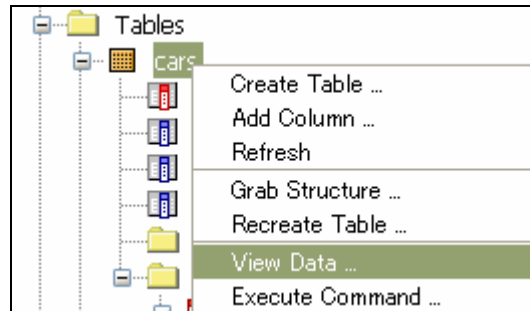 Tables
cars
Create Table ...
Add Column ...
Refresh
Grab Structure ...
Recreate Table ...
View Data ...
Execute Command ...